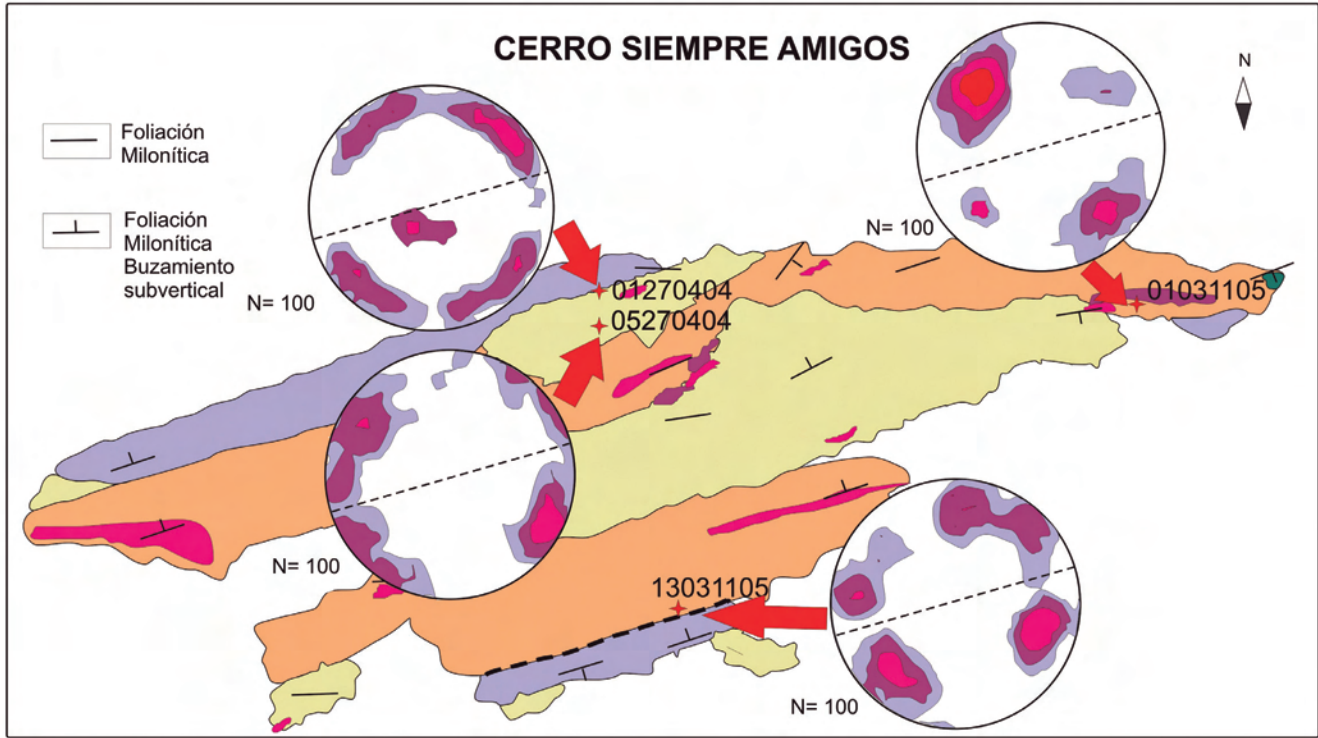 CERRO SIEMPRE AMIGOS
N
Foliación
Milonítica
Foliación
Milonítica
Buzamiento
subvertical
N= 100
N= 100
01270404
05270404
01031105
N= 100
13031105
N= 100